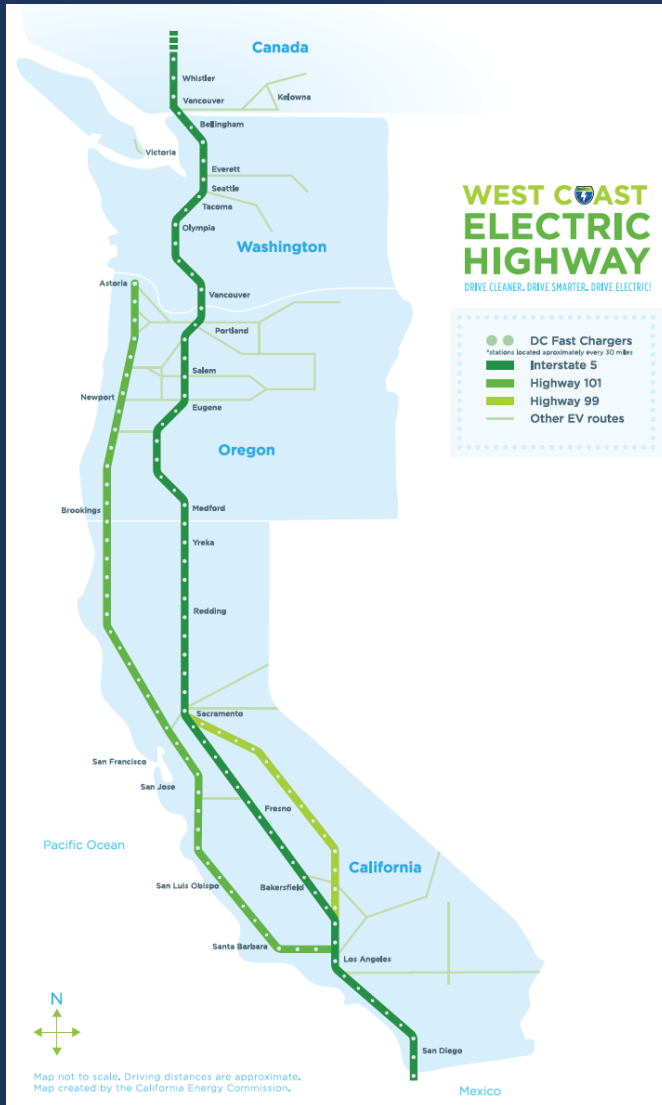 Canada
Whistler
Vancouver
Kelowna
Bellingham
Victoria
Everett
Seattle
Tacoma
Olympia
Washington
WEST COAST
ELECTRIC
HIGHWAY
DRIVE CLEANER. DRIVE SMARTER. DRIVE ELECTRIC!
Astoria
Vancouver
Portland
DC Fast Chargers
*stations located aproximately every 30 miles
Interstate 5
Highway 101
Highway 99
Other EV routes
Salem
Newport
Eugene
Oregon
Brookings
Medford
Yreka
Redding
Sacramento
San Francisco
San Jose
Fresno
Pacific Ocean
California
San Luis Obispo
Bakersfield
Santa Barbara
Los Angeles
N
San Diego
Map not to scale. Driving distances are approximate.
Map created by the California Energy Commission.
Mexico